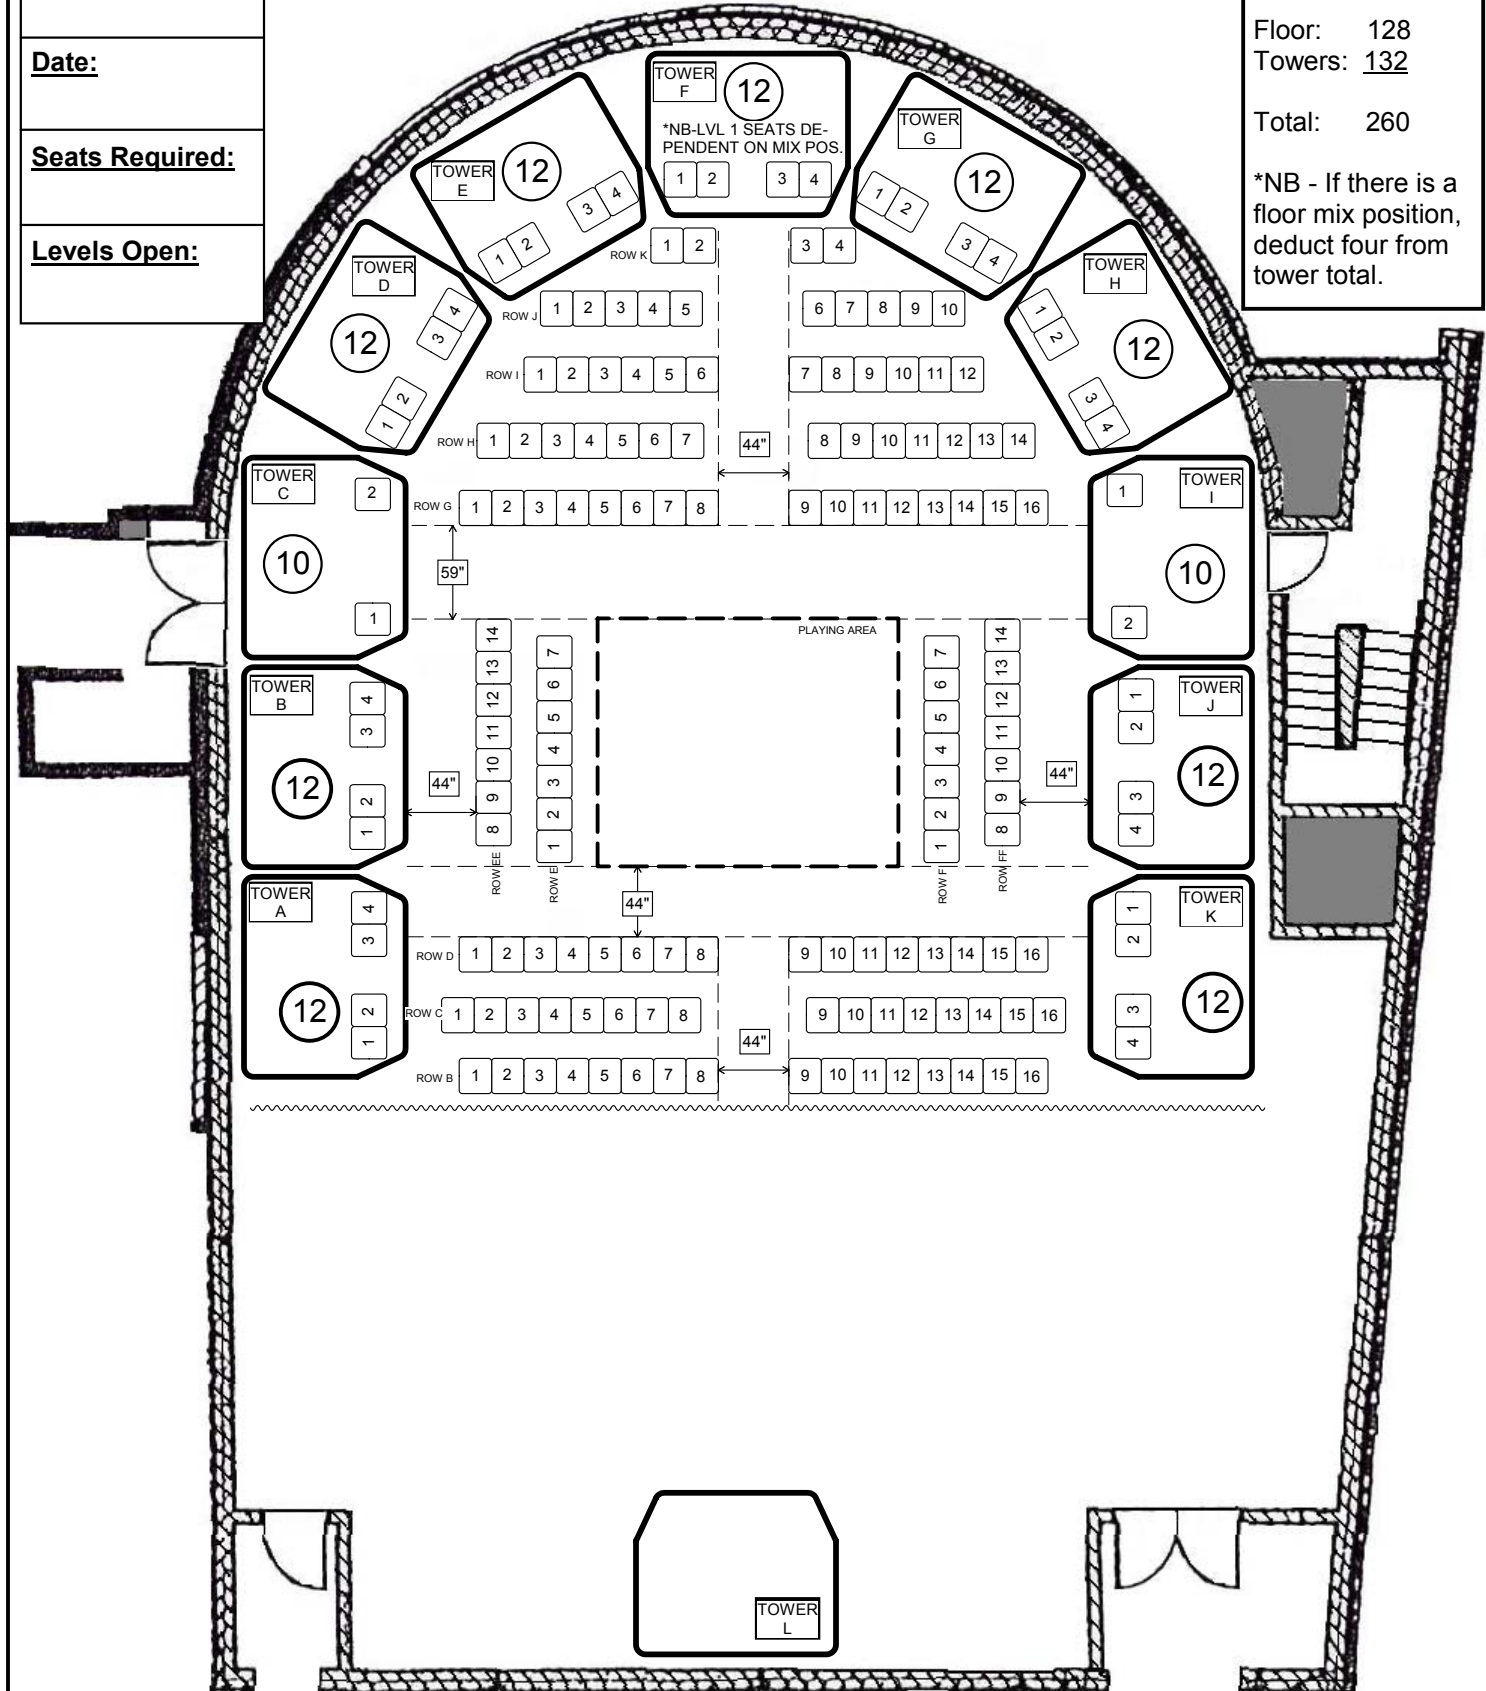 Date:
Seats Required:
Levels Open:
Floor: 128
Towers: 132
Total: 260
*NB - If there is a
floor mix position,
deduct four from
tower total.
TOWER
F
12
*NB-LVL 1 SEATS DE-
PENDENT ON MIX POS.
1 2 3 4
TOWER
E
12
1 2 3 4
TOWER
G
12
1 2 3 4
TOWER
D
12
1 2 3 4
TOWER
H
12
1 2 3 4
ROW K 1 2 3 4
ROW J 1 2 3 4 5 6 7 8 9 10
ROW I 1 2 3 4 5 6 7 8 9 10 11 12
ROW H 1 2 3 4 5 6 7 44" 8 9 10 11 12 13 14
ROW G 1 2 3 4 5 6 7 8 9 10 11 12 13 14 15 16
TOWER
C
2
10
1
59"
TOWER
I
1
10
2
PLAYING AREA
TOWER
B
4
3
12
2
1
44"
14
13
12
11
10
9
8
ROW EE
7
6
5
4
3
2
1
ROW E
7
6
5
4
3
2
1
ROW F
14
13
12
11
10
9
8
ROW FF
44"
TOWER
J
1
2
12
3
4
44"
TOWER
A
4
3
12
2
1
TOWER
K
1
2
12
3
4
ROW D 1 2 3 4 5 6 7 8 9 10 11 12 13 14 15 16
ROW C 1 2 3 4 5 6 7 8 9 10 11 12 13 14 15 16
44"
ROW B 1 2 3 4 5 6 7 8 9 10 11 12 13 14 15 16
TOWER
L